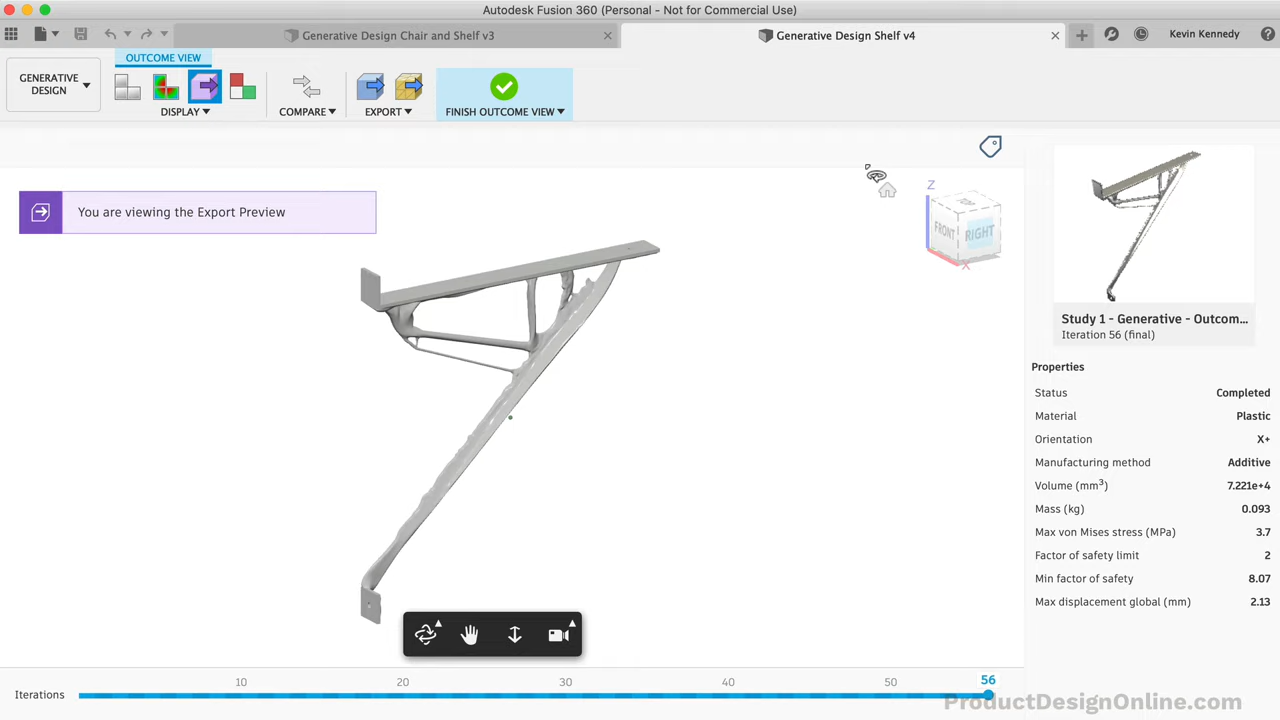 Autodesk Fusion 360 (Personal - Not for Commercial Use)
Generative Design Chair and Shelf v3
Generative Design Shelf v4
Kevin Kennedy
OUTCOME VIEW
GENERATIVE
DESIGN
DISPLAY
COMPARE
EXPORT
FINISH OUTCOME VIEW
You are viewing the Export Preview
Z
FRONT
RIGHT
X
Study 1 - Generative - Outcom...
Iteration 56 (final)
Properties
Status Completed
Material Plastic
Orientation X+
Manufacturing method Additive
Volume (mm3) 7.221e+4
Mass (kg) 0.093
Max von Mises stress (MPa) 3.7
Factor of safety limit 2
Min factor of safety 8.07
Max displacement global (mm) 2.13
Iterations 10 20 30 40 50 56
ProductDesignOnline.com